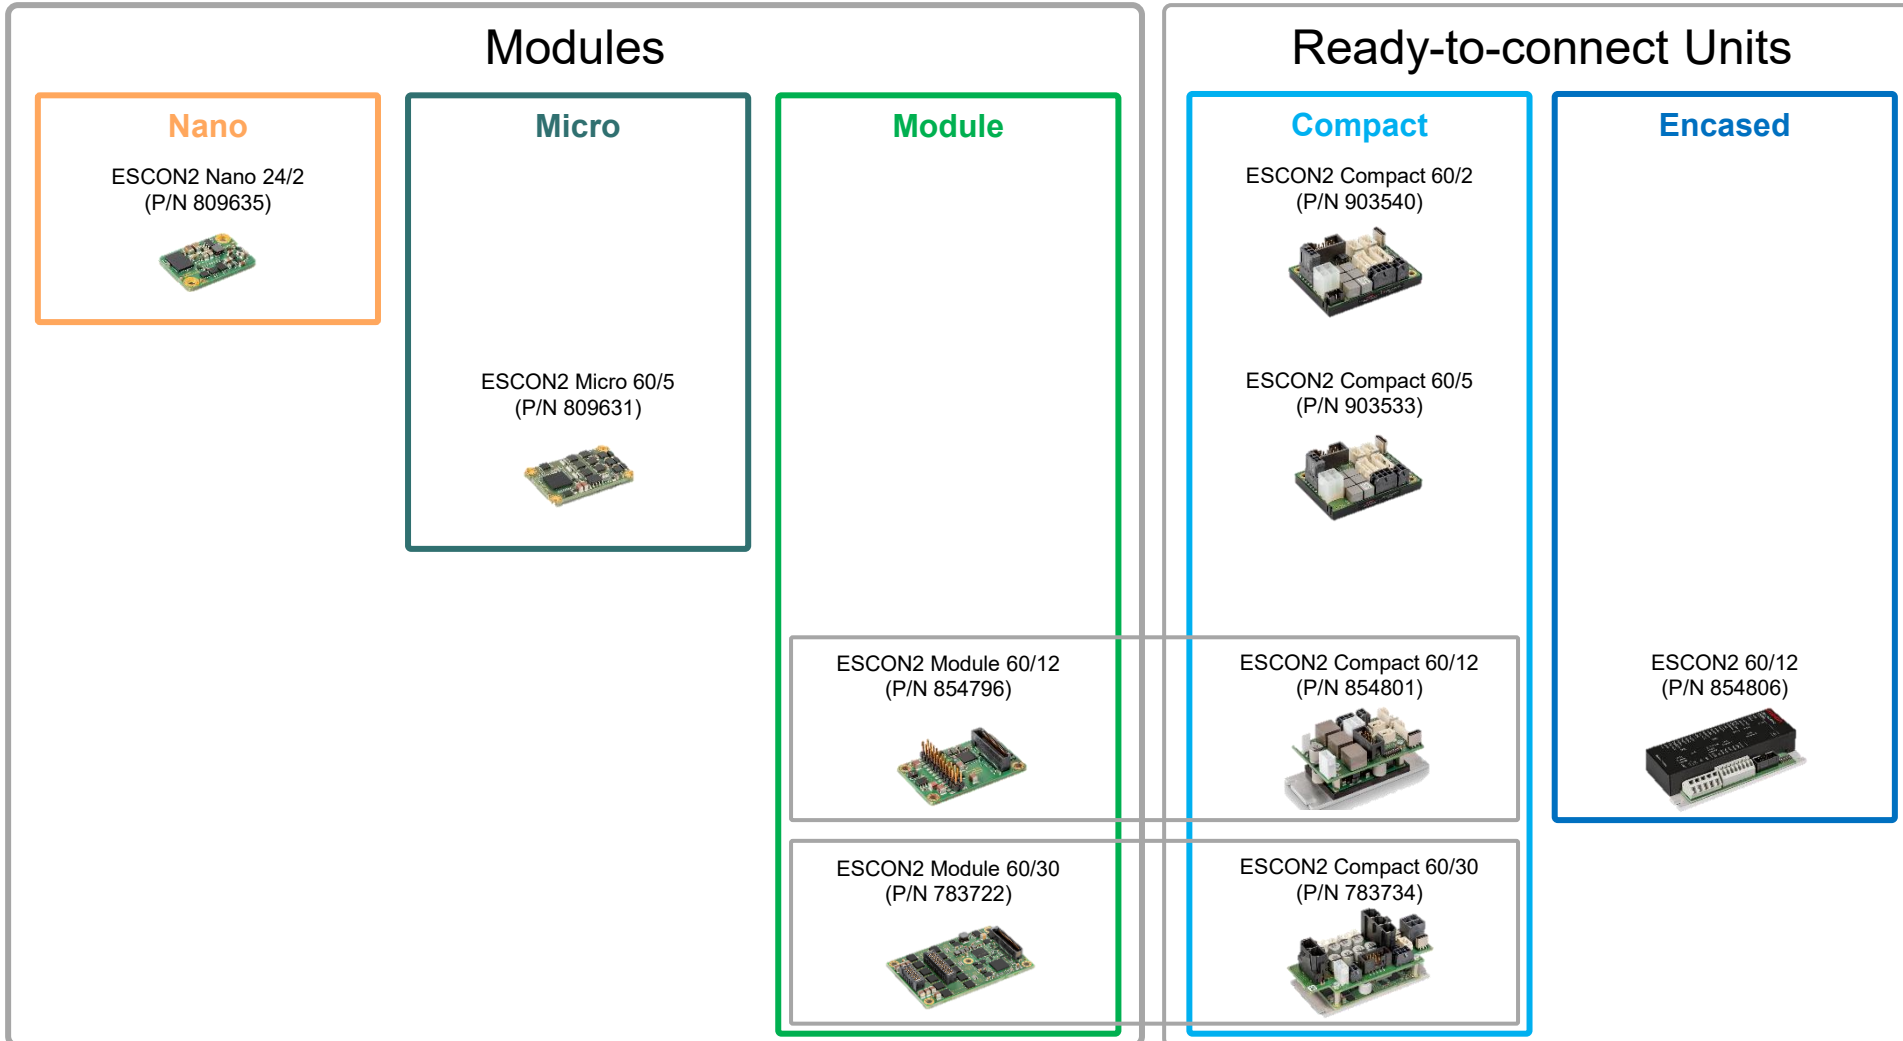 Modules
Nano
ESCON2 Nano 24/2
(P/N 809635)
Micro
ESCON2 Micro 60/5
(P/N 809631)
Module
ESCON2 Module 60/12
(P/N 854796)
ESCON2 Module 60/30
(P/N 783722)
Ready-to-connect Units
Compact
ESCON2 Compact 60/2
(P/N 903540)
ESCON2 Compact 60/5
(P/N 903533)
ESCON2 Compact 60/12
(P/N 854801)
ESCON2 Compact 60/30
(P/N 783734)
Encased
ESCON2 60/12
(P/N 854806)